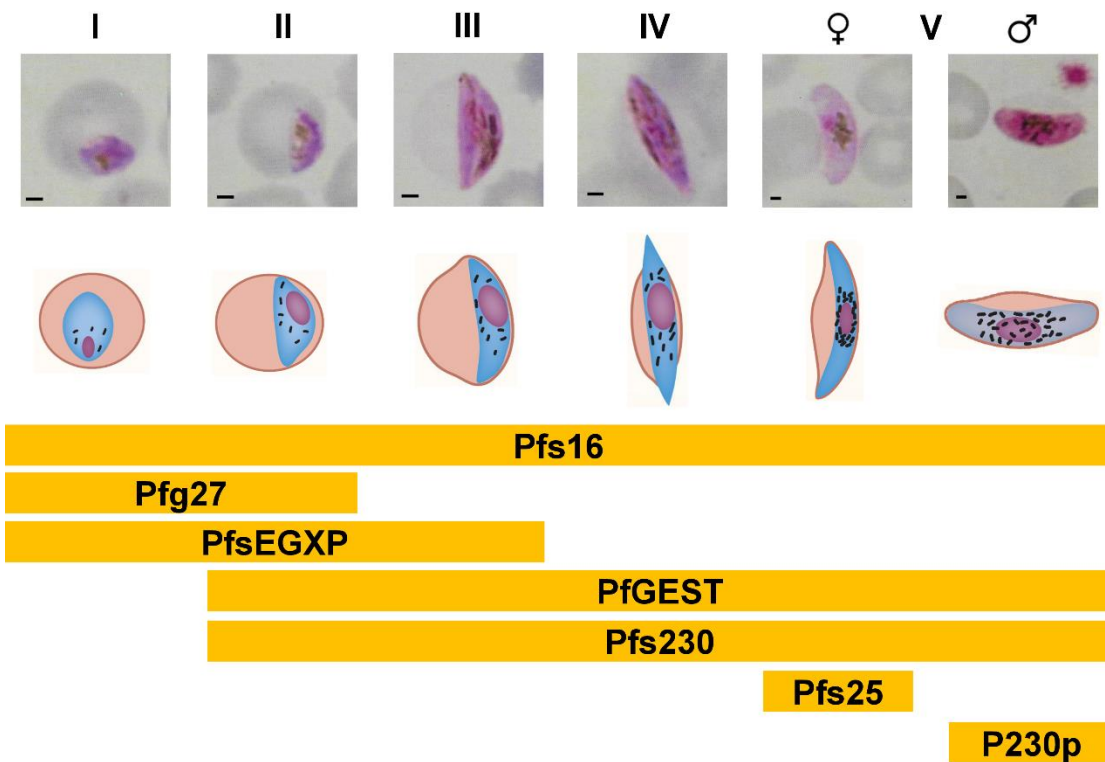 I II III IV ♀ V ♂
Pfs16
Pfg27
PfsEGXP
PfGEST
Pfs230
Pfs25
P230p